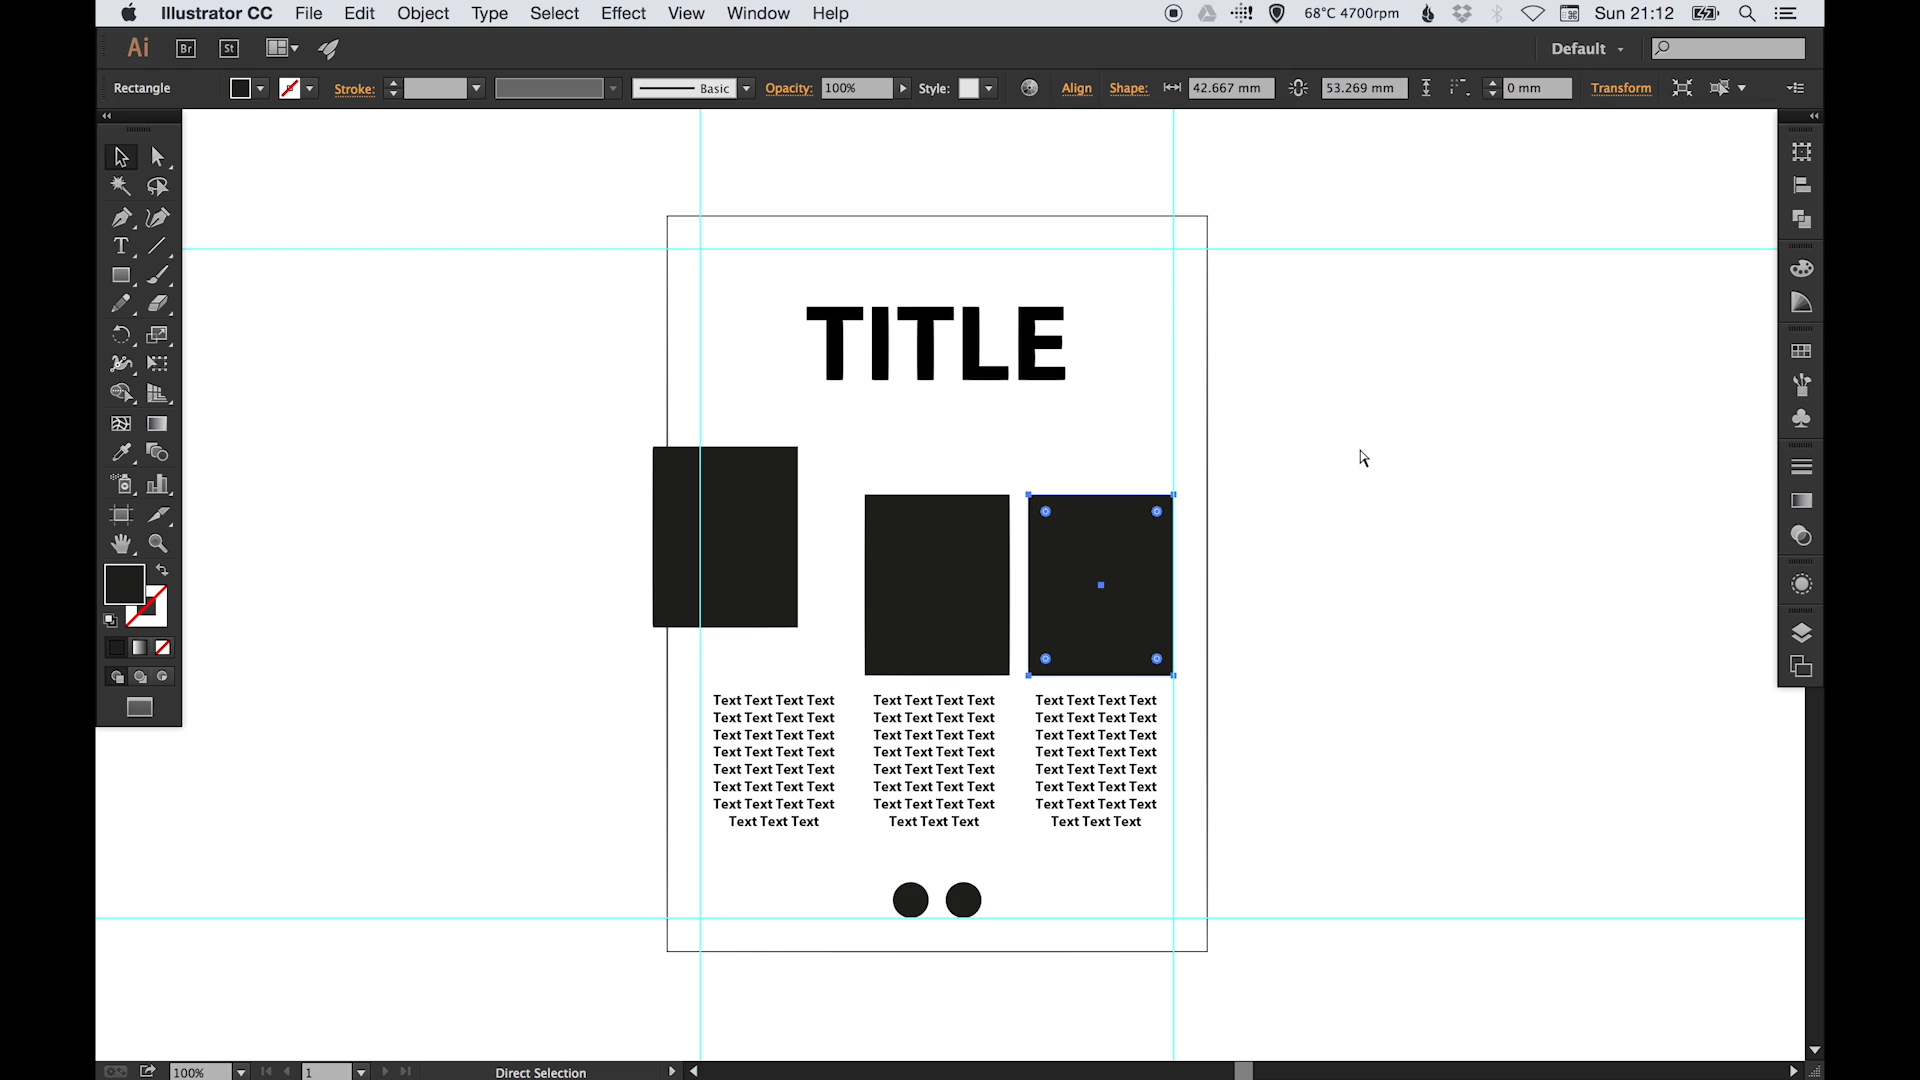 Illustrator CC File Edit Object Type Select Effect View Window Help 68°C 4700rpm Sun 21:12
Ai Br St Default
Rectangle Stroke: Basic Opacity: 100% Style: Align Shape: 42.667 mm 53.269 mm 0 mm Transform
TITLE
Text Text Text Text Text Text Text Text Text Text Text Text
Text Text Text Text Text Text Text Text Text Text Text Text
Text Text Text Text Text Text Text Text Text Text Text Text
Text Text Text Text Text Text Text Text Text Text Text Text
Text Text Text Text Text Text Text Text Text Text Text Text
Text Text Text Text Text Text Text Text Text Text Text Text
Text Text Text Text Text Text Text Text Text Text Text Text
Text Text Text Text Text Text Text Text Text
100% 1 Direct Selection